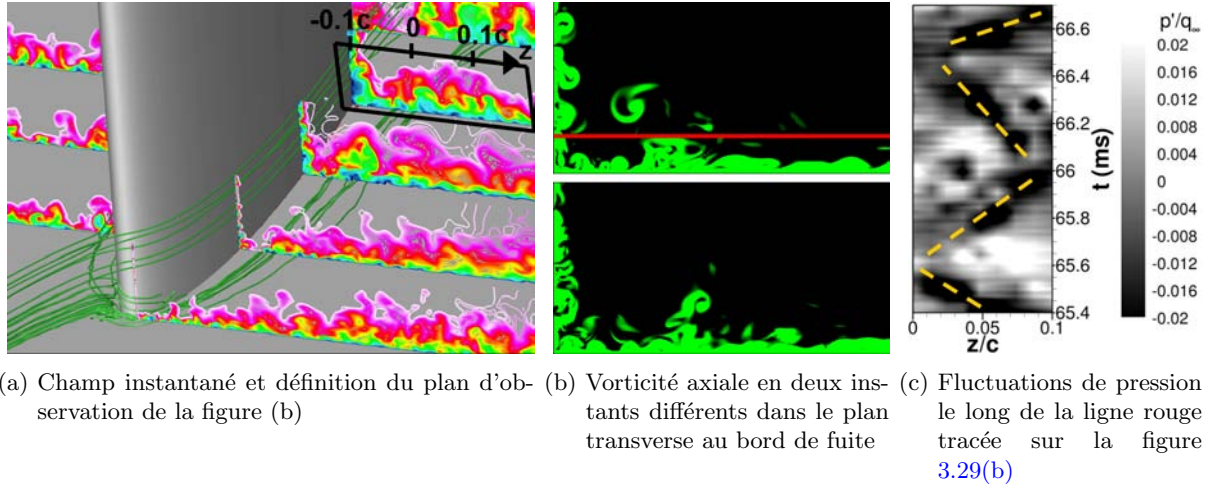 -0.1c 0 0.1c z
66.6
66.4
66.2
66
65.8
65.6
65.4
t (ms)
0 0.05 0.1
z/c
p'/q∞
0.02
0.016
0.012
0.008
0.004
0
-0.004
-0.008
-0.012
-0.016
-0.02
(a) Champ instantané et définition du plan d'ob-
servation de la figure (b)
(b) Vorticité axiale en deux ins-
tants différents dans le plan
transverse au bord de fuite
(c) Fluctuations de pression
le long de la ligne rouge
tracée sur la figure
3.29(b)